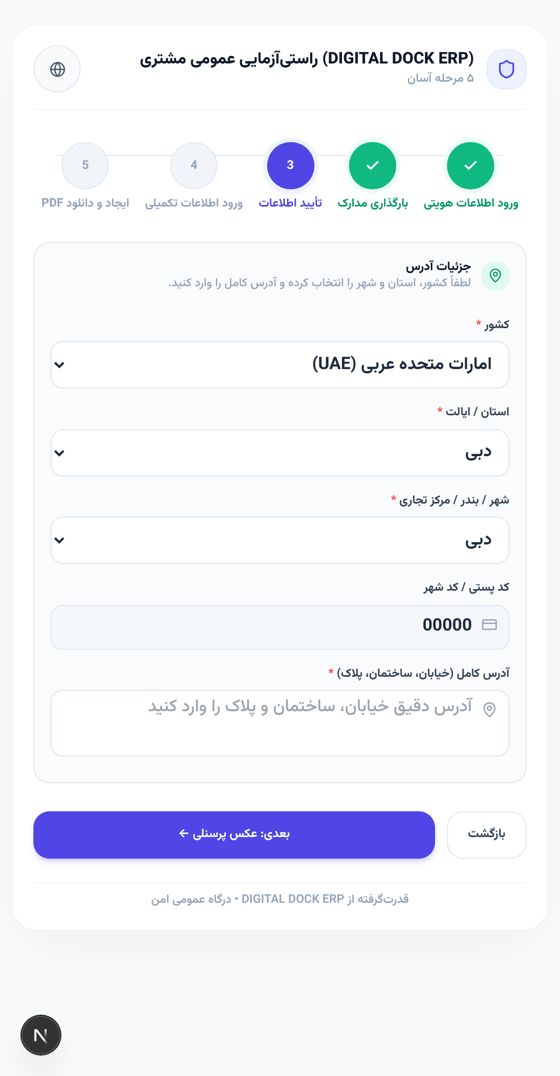 راستی‌آزمایی عمومی مشتری (DIGITAL DOCK ERP)
۵ مرحله آسان
ورود اطلاعات هویتی
بارگذاری مدارک
3
تأیید اطلاعات
4
ورود اطلاعات تکمیلی
5
ایجاد و دانلود PDF
جزئیات آدرس
لطفاً کشور، استان و شهر را انتخاب کرده و آدرس کامل را وارد کنید.
کشور *
امارات متحده عربی (UAE)
استان / ایالت *
دبی
شهر / بندر / مرکز تجاری *
دبی
کد پستی / کد شهر
00000
آدرس کامل (خیابان، ساختمان، پلاک) *
آدرس دقیق خیابان، ساختمان و پلاک را وارد کنید
بازگشت
بعدی: عکس پرسنلی ←
قدرت‌گرفته از DIGITAL DOCK ERP • درگاه عمومی امن
N